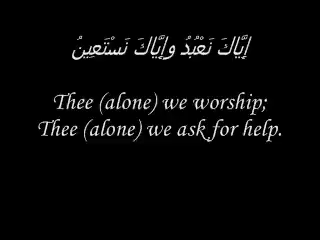 إِيَّاكَ نَعْبُدُ وإِيَّاكَ نَسْتَعِينُ
Thee (alone) we worship;
Thee (alone) we ask for help.